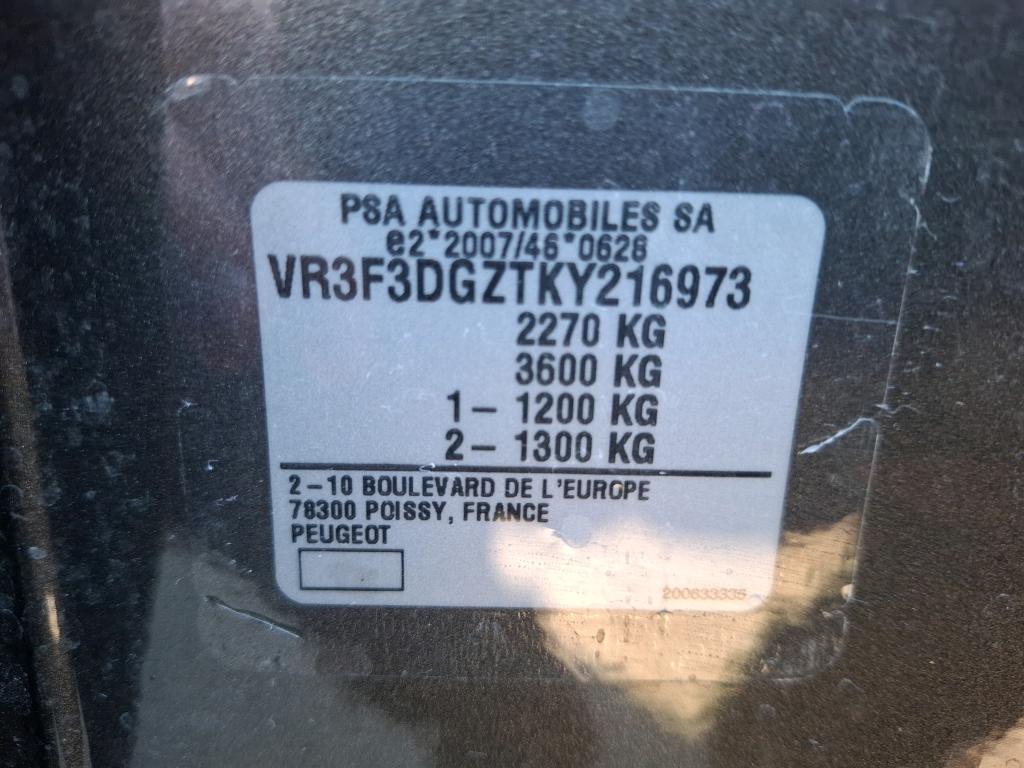 PSA AUTOMOBILES SA
e2*2007/46*0628
VR3F3DGZTKY216973
2270 KG
3600 KG
1– 1200 KG
2– 1300 KG
2–10 BOULEVARD DE L'EUROPE
78300 POISSY, FRANCE
PEUGEOT
200633335